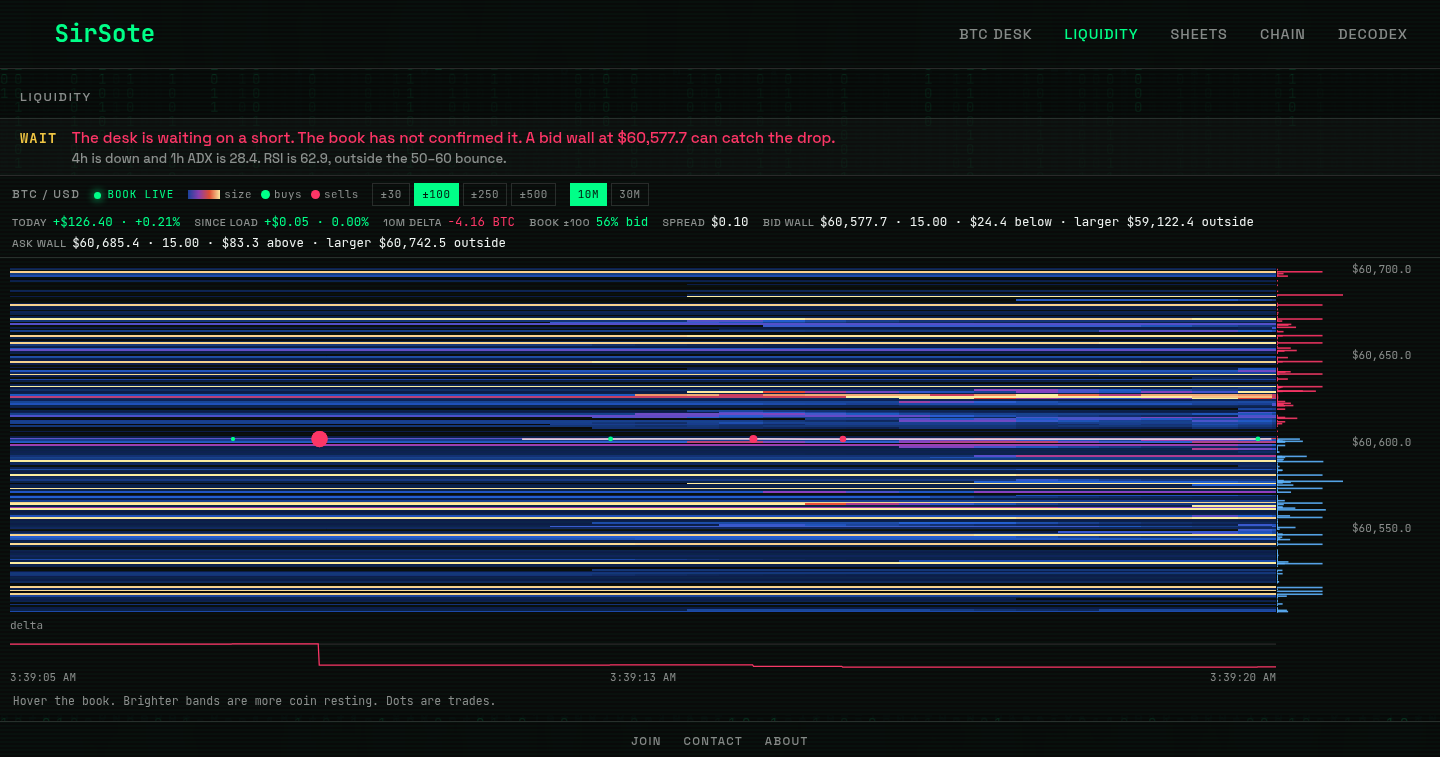 SirSote
BTC DESK LIQUIDITY SHEETS CHAIN DECODEX
LIQUIDITY
WAIT The desk is waiting on a short. The book has not confirmed it. A bid wall at $60,577.7 can catch the drop.
4h is down and 1h ADX is 28.4. RSI is 62.9, outside the 50–60 bounce.
BTC / USD BOOK LIVE size buys sells ±30 ±100 ±250 ±500 10M 30M
TODAY +$126.40 · +0.21% SINCE LOAD +$0.05 · 0.00% 10M DELTA -4.16 BTC BOOK ±100 56% bid SPREAD $0.10 BID WALL $60,577.7 · 15.00 · $24.4 below · larger $59,122.4 outside
ASK WALL $60,685.4 · 15.00 · $83.3 above · larger $60,742.5 outside
$60,700.0
$60,650.0
$60,600.0
$60,550.0
delta
3:39:05 AM 3:39:13 AM 3:39:20 AM
Hover the book. Brighter bands are more coin resting. Dots are trades.
JOIN CONTACT ABOUT